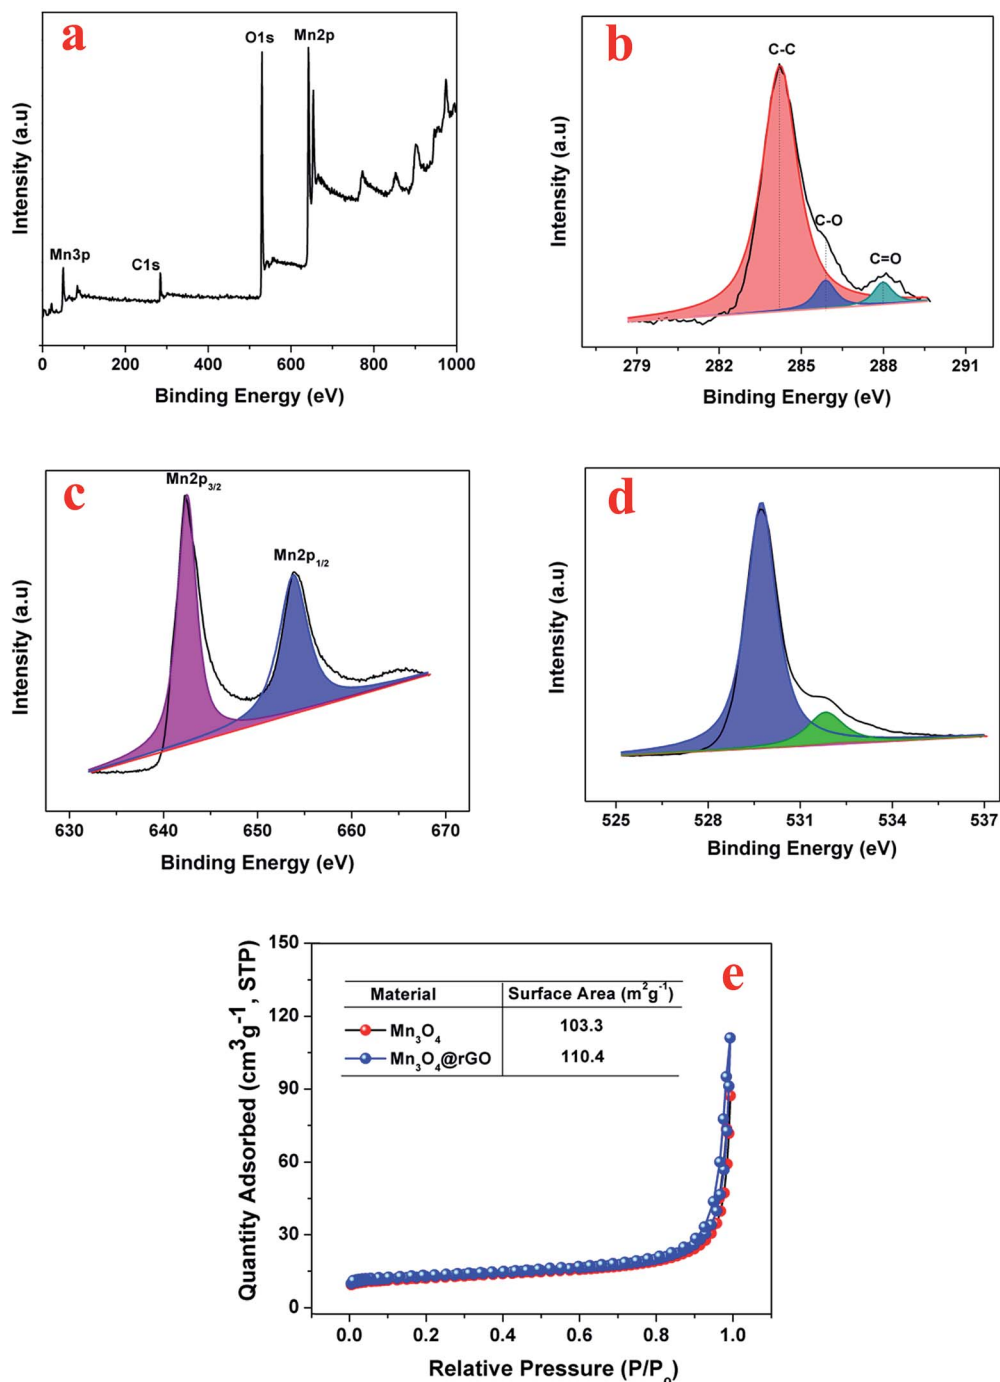 a
O1s
Mn2p
Mn3p
C1s
Intensity (a.u)
0 200 400 600 800 1000
Binding Energy (eV)
b
C-C
C-O
C=O
Intensity (a.u)
279 282 285 288 291
Binding Energy (eV)
c
Mn2p3/2
Mn2p1/2
Intensity (a.u)
630 640 650 660 670
Binding Energy (eV)
d
Intensity (a.u)
525 528 531 534 537
Binding Energy (eV)
e
Quantity Adsorbed (cm³g⁻¹, STP)
150
120
90
60
30
0
Material Surface Area (m²g⁻¹)
Mn₃O₄ 103.3
Mn₃O₄@rGO 110.4
0.0 0.2 0.4 0.6 0.8 1.0
Relative Pressure (P/Po)